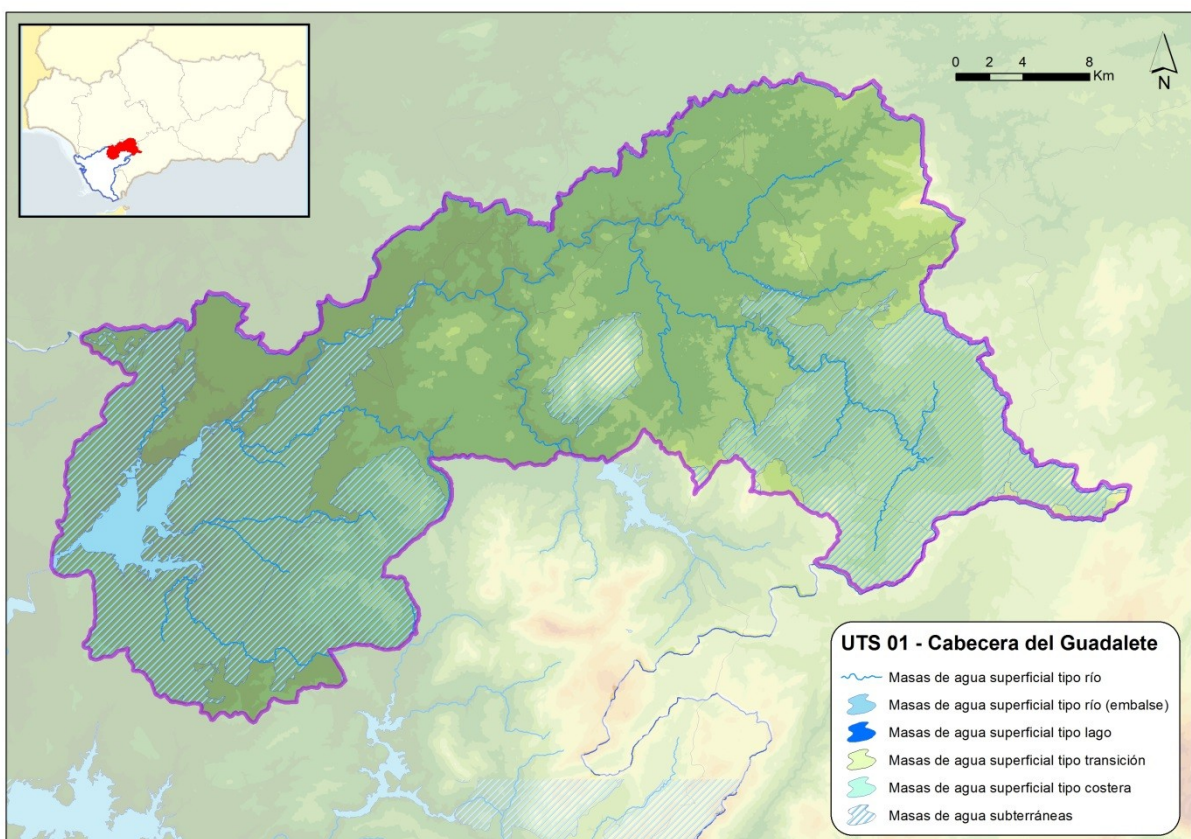 0 2 4 8
Km
N
UTS 01 - Cabecera del Guadalete
Masas de agua superficial tipo río
Masas de agua superficial tipo río (embalse)
Masas de agua superficial tipo lago
Masas de agua superficial tipo transición
Masas de agua superficial tipo costera
Masas de agua subterráneas